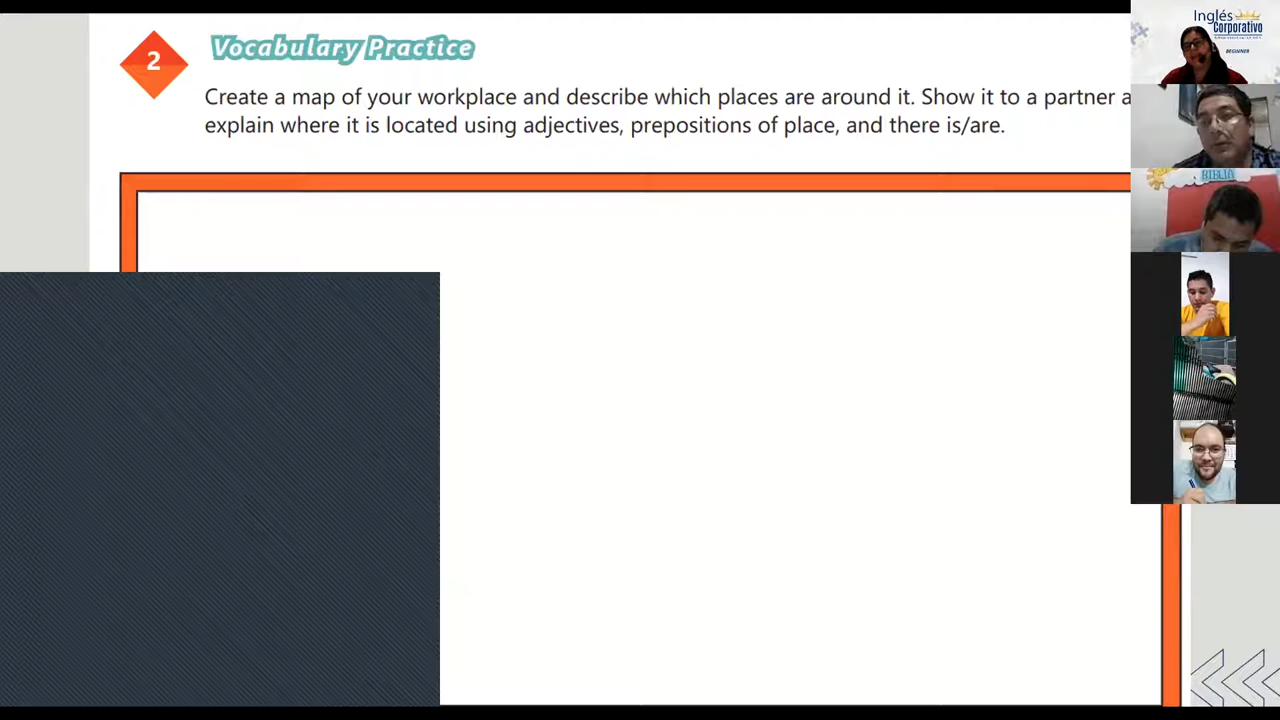 2
Vocabulary Practice
Create a map of your workplace and describe which places are around it. Show it to a partner a
explain where it is located using adjectives, prepositions of place, and there is/are.
Inglés
Corporativo
BEGINNER
BIBLIA